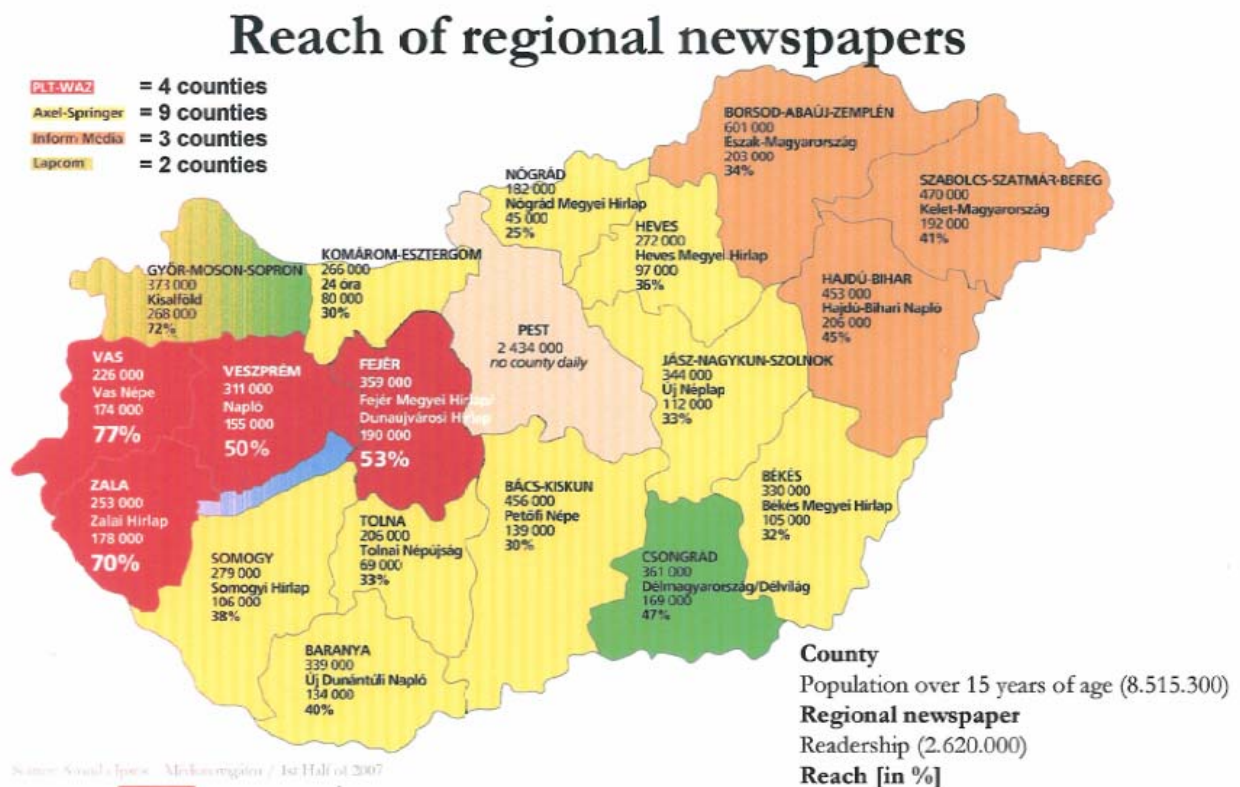 Reach of regional newspapers
PLT-WAZ = 4 counties
Axel-Springer = 9 counties
Inform Media = 3 counties
Lapcom = 2 counties
BORSOD-ABAÚJ-ZEMPLÉN
601 000
Észak-Magyarország
203 000
34%
SZABOLCS-SZATMÁR-BEREG
470 000
Kelet-Magyarország
192 000
41%
NÓGRÁD
182 000
Nógrád Megyei Hírlap
45 000
25%
HEVES
272 000
Heves Megyei Hírlap
97 000
36%
KOMÁROM-ESZTERGOM
266 000
24 óra
80 000
30%
GYŐR-MOSON-SOPRON
373 000
Kisalföld
268 000
72%
HAJDÚ-BIHAR
453 000
Hajdú-Bihari Napló
206 000
45%
PEST
2 434 000
no county daily
VAS
226 000
Vas Népe
174 000
77%
VESZPRÉM
311 000
Napló
155 000
50%
FEJÉR
359 000
Fejér Megyei Hírlap/
Dunaujvárosi Hírlap
190 000
53%
JÁSZ-NAGYKUN-SZOLNOK
344 000
Új Néplap
112 000
33%
ZALA
253 000
Zalai Hírlap
178 000
70%
BÁCS-KISKUN
456 000
Petőfi Népe
139 000
30%
BÉKÉS
330 000
Békés Megyei Hírlap
105 000
32%
TOLNA
206 000
Tolnai Népújság
69 000
33%
SOMOGY
279 000
Somogyi Hírlap
106 000
38%
CSONGRAD
361 000
Délmagyarország/Délvilág
169 000
47%
BARANYA
339 000
Új Dunántúli Napló
134 000
40%
County
Population over 15 years of age (8.515.300)
Regional newspaper
Readership (2.620.000)
Reach [in %]
/ 1st Half of 2007